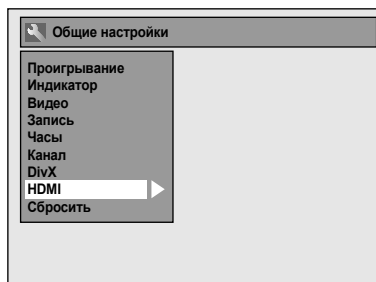 Общие настройки
Проигрывание
Индикатор
Видео
Запись
Часы
Канал
DivX
HDMI
Сбросить